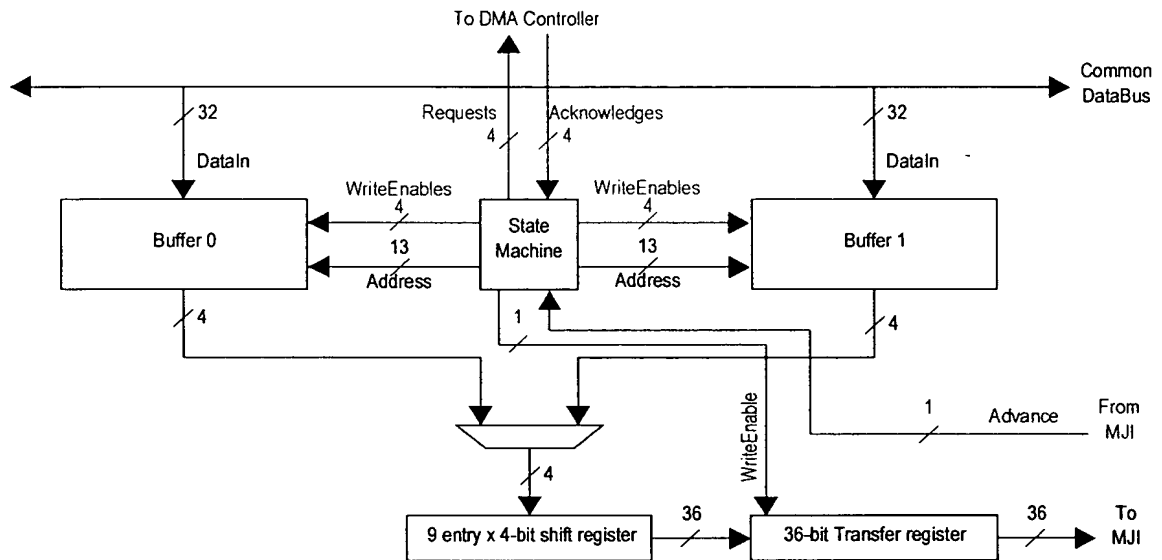 To DMA Controller
Common
DataBus
32
Requests
4
Acknowledges
4
32
DataIn
DataIn
WriteEnables
4
State
Machine
WriteEnables
4
Buffer 0
Buffer 1
13
Address
13
Address
4
1
4
1
Advance
From
MJI
WriteEnable
4
9 entry x 4-bit shift register
36
36-bit Transfer register
36
To
MJI